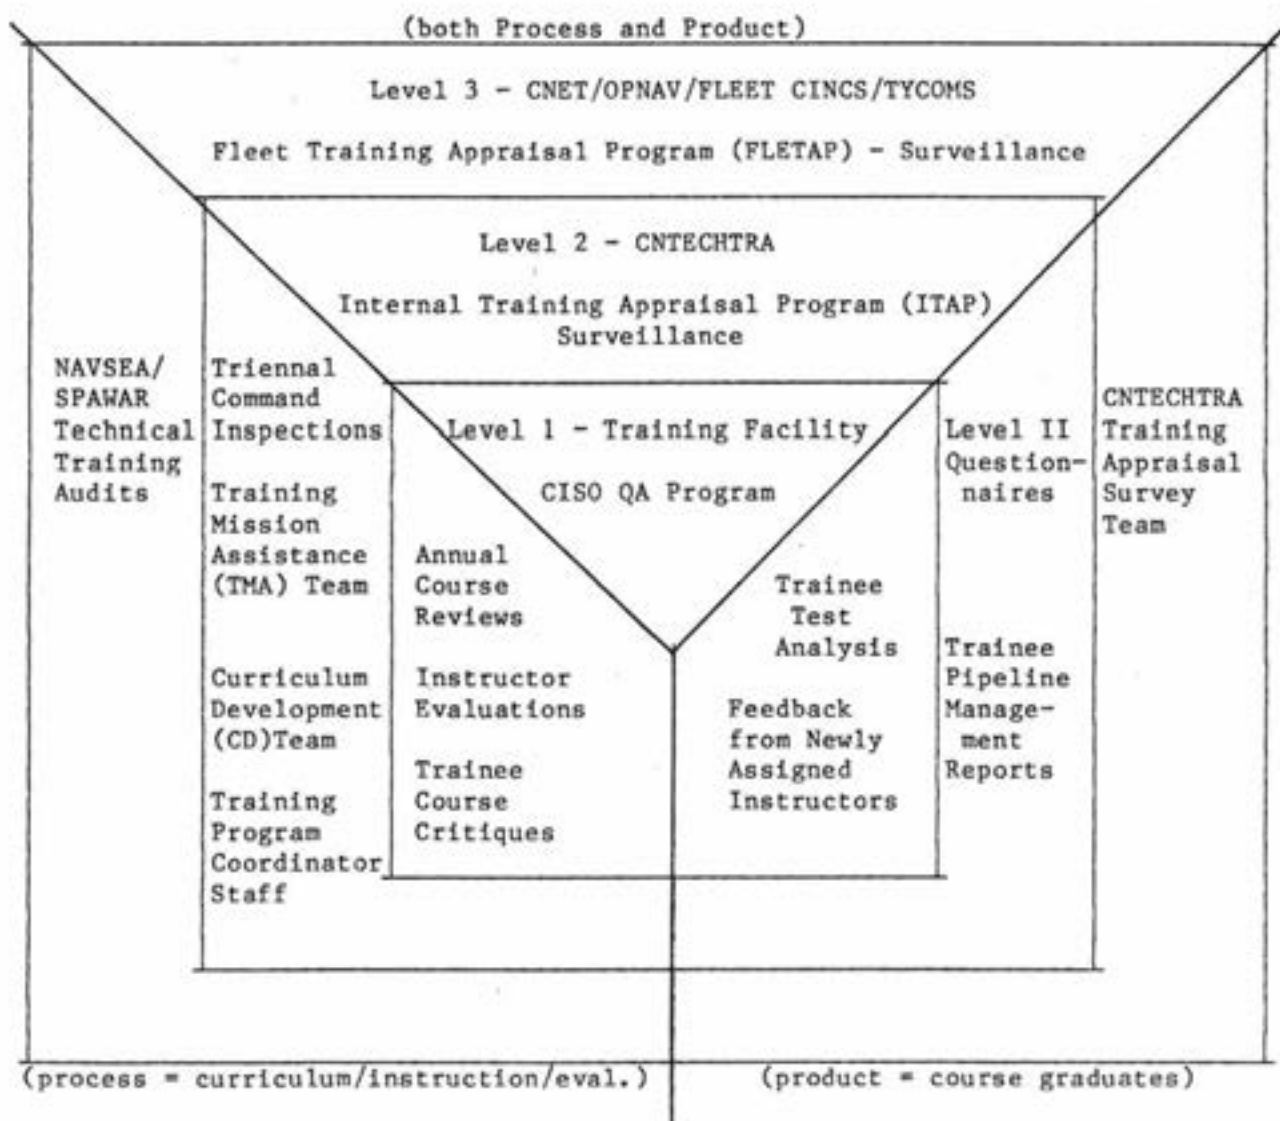 (both Process and Product)
Level 3 - CNET/OPNAV/FLEET CINCS/TYCOMS
Fleet Training Appraisal Program (FLETAP) - Surveillance
Level 2 - CNTECHTRA
Internal Training Appraisal Program (ITAP)
Surveillance
NAVSEA/
SPAWAR
Technical
Training
Audits
Triennal
Command
Inspections
Training
Mission
Assistance
(TMA) Team
Curriculum
Development
(CD)Team
Training
Program
Coordinator
Staff
Level 1 - Training Facility
CISO QA Program
Annual
Course
Reviews
Instructor
Evaluations
Trainee
Course
Critiques
Trainee
Test
Analysis
Feedback
from Newly
Assigned
Instructors
Level II
Question-
naires
Trainee
Pipeline
Manage-
ment
Reports
CNTECHTRA
Training
Appraisal
Survey
Team
(process = curriculum/instruction/eval.)
(product = course graduates)